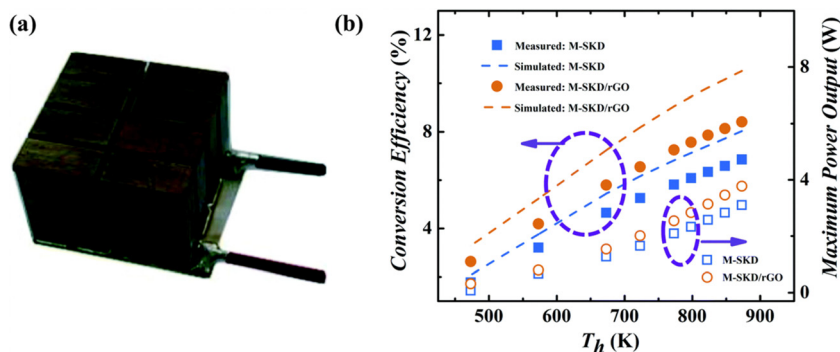 (a)
(b)
Conversion Efficiency (%)
12
8
4
Measured: M-SKD
Simulated: M-SKD
Measured: M-SKD/rGO
Simulated: M-SKD/rGO
M-SKD
M-SKD/rGO
8
4
0
Maximum Power Output (W)
500 600 700 800 900
T_h (K)